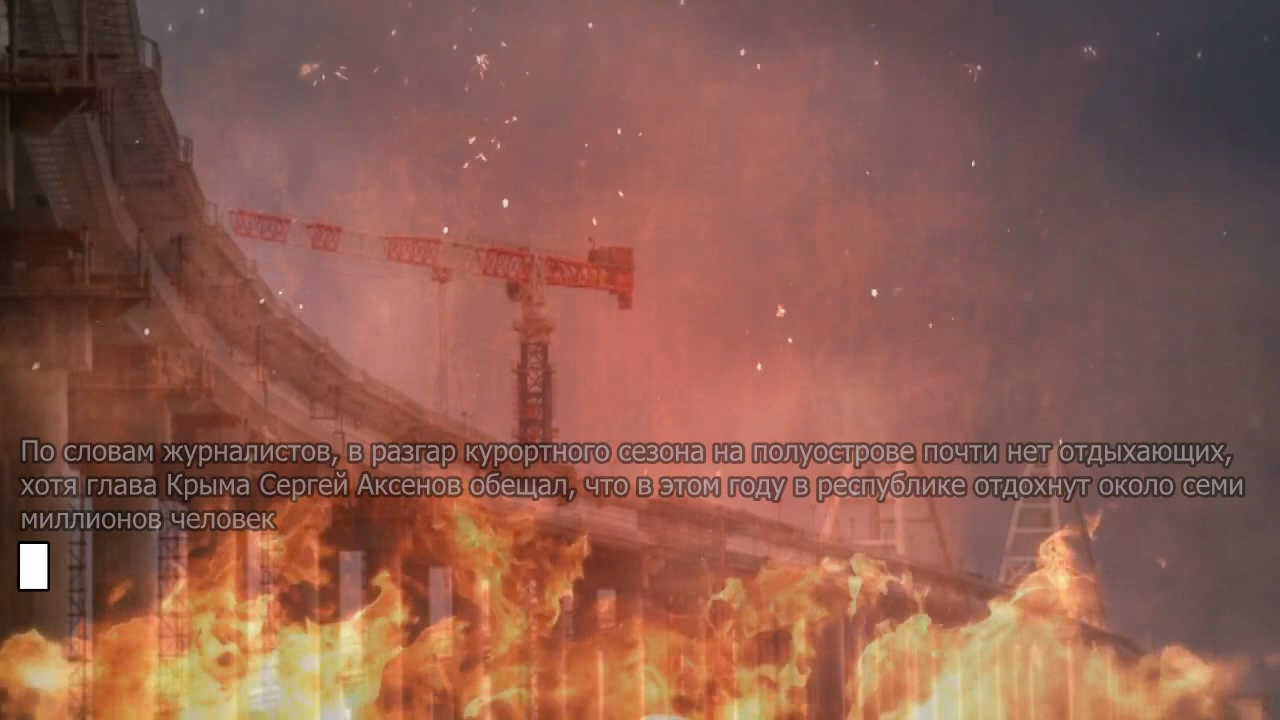 По словам журналистов, в разгар курортного сезона на полуострове почти нет отдыхающих,
хотя глава Крыма Сергей Аксенов обещал, что в этом году в республике отдохнут около семи
миллионов человек